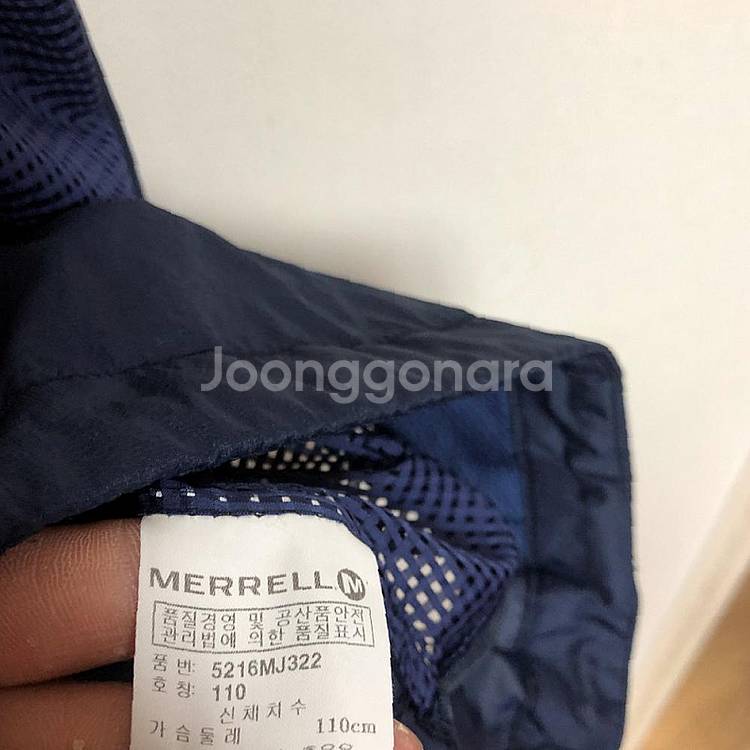 Joonggonara
MERRELL M
품질경영 및 공산품안전
관리법에 의한 품질표시
품 번: 5216MJ322
호 칭: 110
신체치수
가슴둘레 110cm